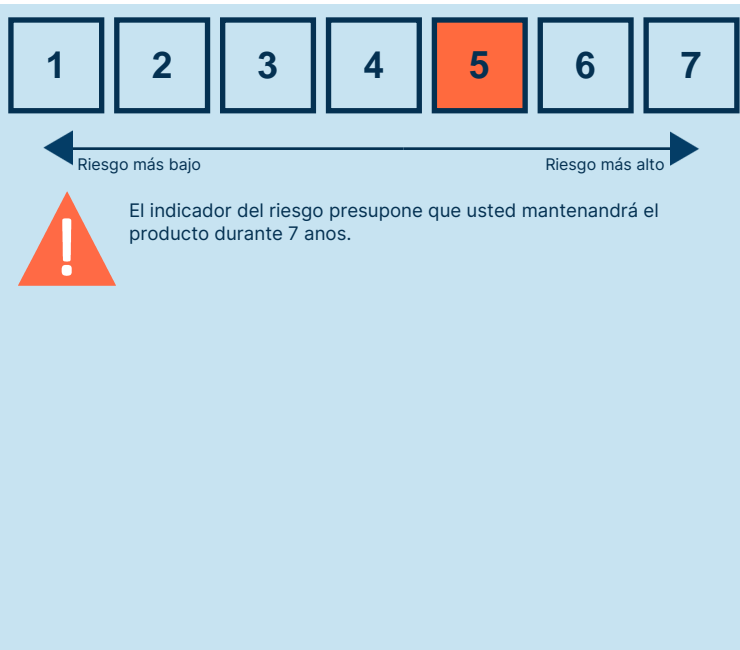 1 2 3 4 5 6 7
Riesgo más bajo Riesgo más alto
El indicador del riesgo presupone que usted mantenandrá el
producto durante 7 anos.